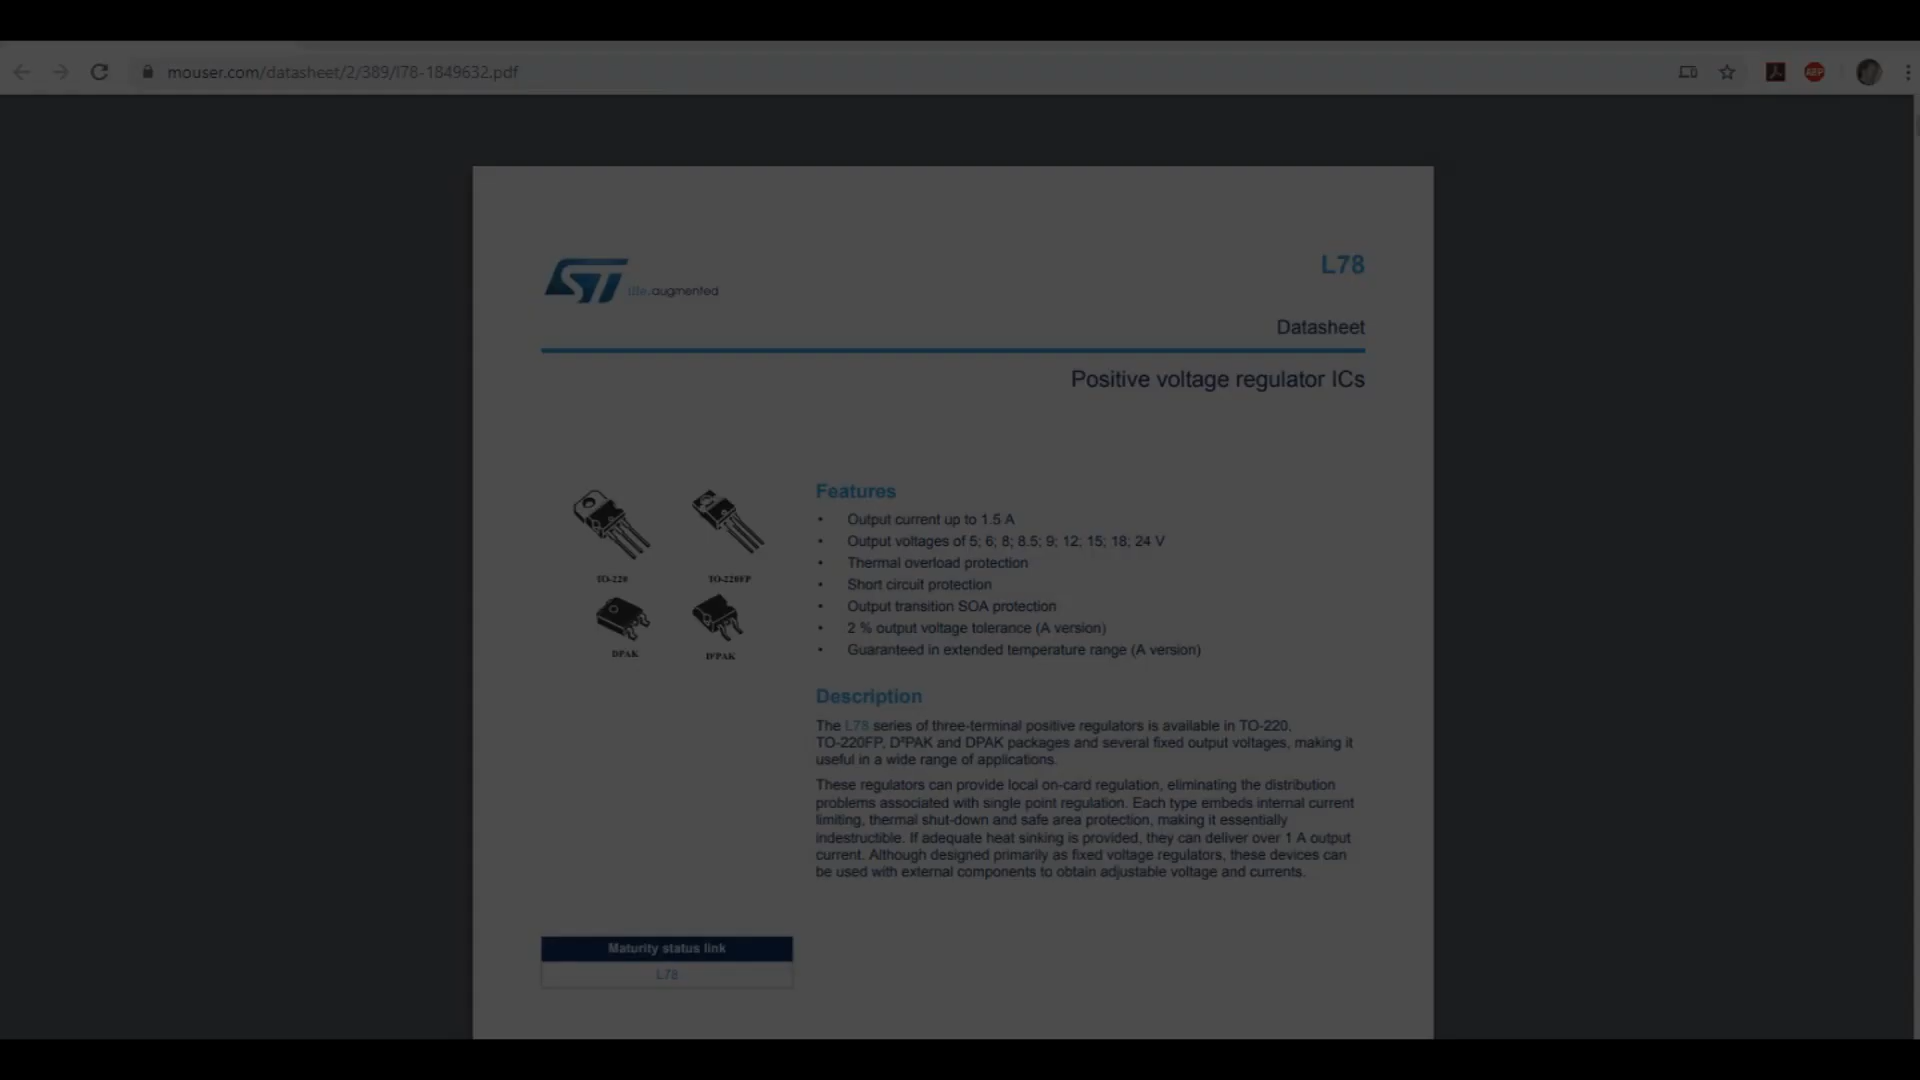 mouser.com/datasheet/2/389/l78-1849632.pdf
ABP
ST life.augmented
L78
Datasheet
Positive voltage regulator ICs
TO-220
TO-220FP
DPAK
D²PAK
Features
• Output current up to 1.5 A
• Output voltages of 5; 6; 8; 8.5; 9; 12; 15; 18; 24 V
• Thermal overload protection
• Short circuit protection
• Output transition SOA protection
• 2 % output voltage tolerance (A version)
• Guaranteed in extended temperature range (A version)
Description
The L78 series of three-terminal positive regulators is available in TO-220,
TO-220FP, D²PAK and DPAK packages and several fixed output voltages, making it
useful in a wide range of applications.
These regulators can provide local on-card regulation, eliminating the distribution
problems associated with single point regulation. Each type embeds internal current
limiting, thermal shut-down and safe area protection, making it essentially
indestructible. If adequate heat sinking is provided, they can deliver over 1 A output
current. Although designed primarily as fixed voltage regulators, these devices can
be used with external components to obtain adjustable voltage and currents.
Maturity status link
L78